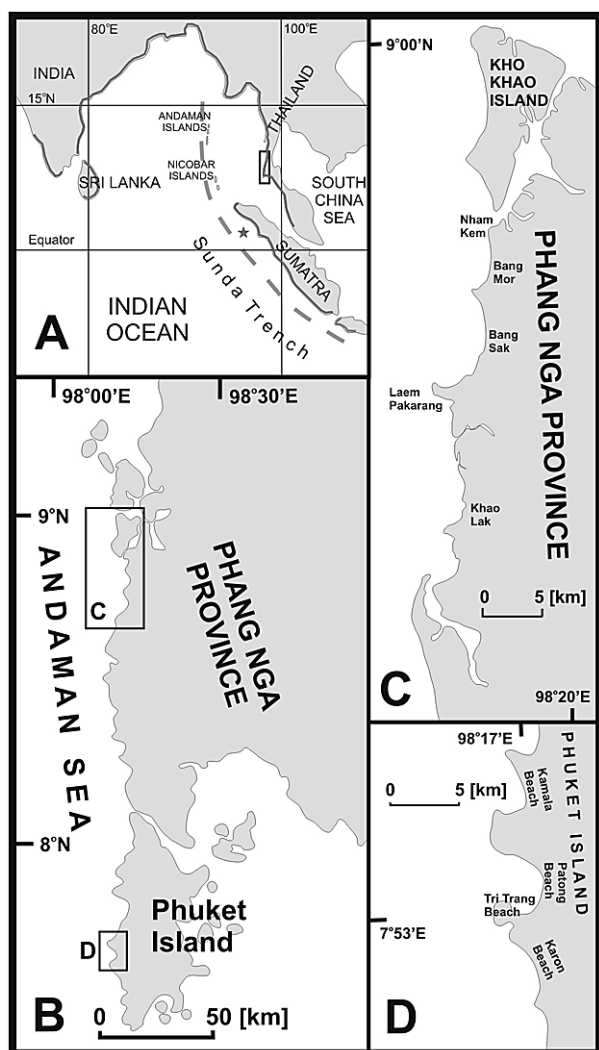 80°E
100°E
INDIA
THAILAND
15°N
ANDAMAN
ISLANDS
NICOBAR
ISLANDS
SRI LANKA
SOUTH
CHINA
SEA
Equator
SUMATRA
Sunda Trench
INDIAN
OCEAN
A
98°00'E
98°30'E
9°N
C
ANDAMAN SEA
PHANG NGA
PROVINCE
8°N
Phuket
Island
D
B
0 50 [km]
9°00'N
KHO
KHAO
ISLAND
Nham
Kem
Bang
Mor
Bang
Sak
PHANG NGA PROVINCE
Laem
Pakarang
Khao
Lak
0 5 [km]
C
98°20'E
98°17'E
PHUKET ISLAND
0 5 [km]
Kamala
Beach
Patong
Beach
Tri Trang
Beach
7°53'E
Karon
Beach
D